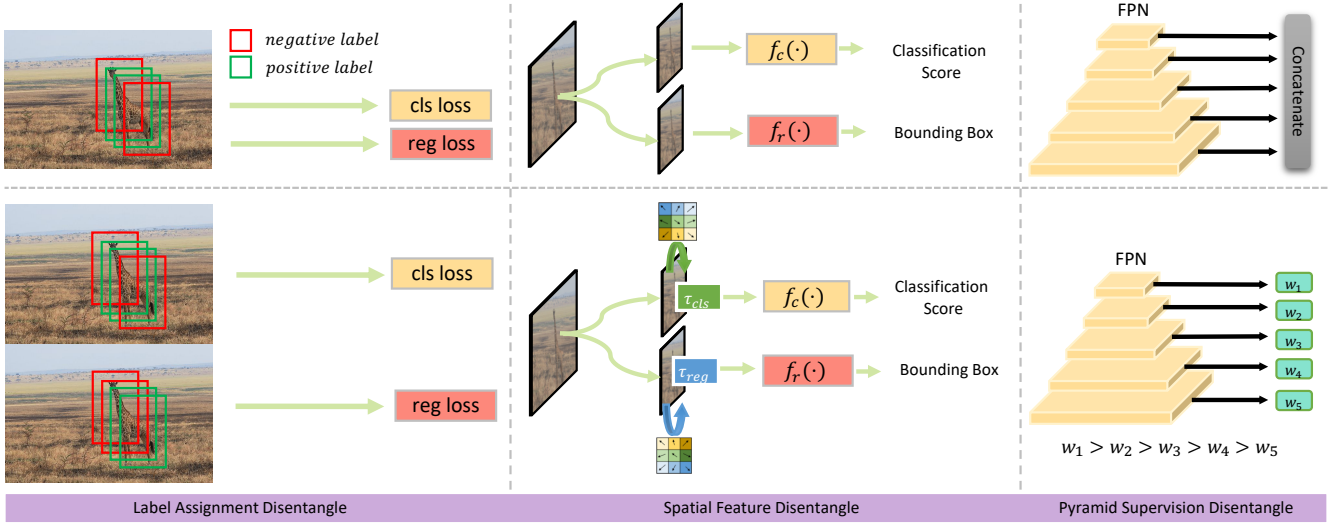 negative label
positive label
cls loss
reg loss
f_c(·)
Classification
Score
f_r(·)
Bounding Box
FPN
Concatenate
cls loss
reg loss
τ_cls
f_c(·)
Classification
Score
τ_reg
f_r(·)
Bounding Box
FPN
w_1
w_2
w_3
w_4
w_5
w_1 > w_2 > w_3 > w_4 > w_5
Label Assignment Disentangle
Spatial Feature Disentangle
Pyramid Supervision Disentangle